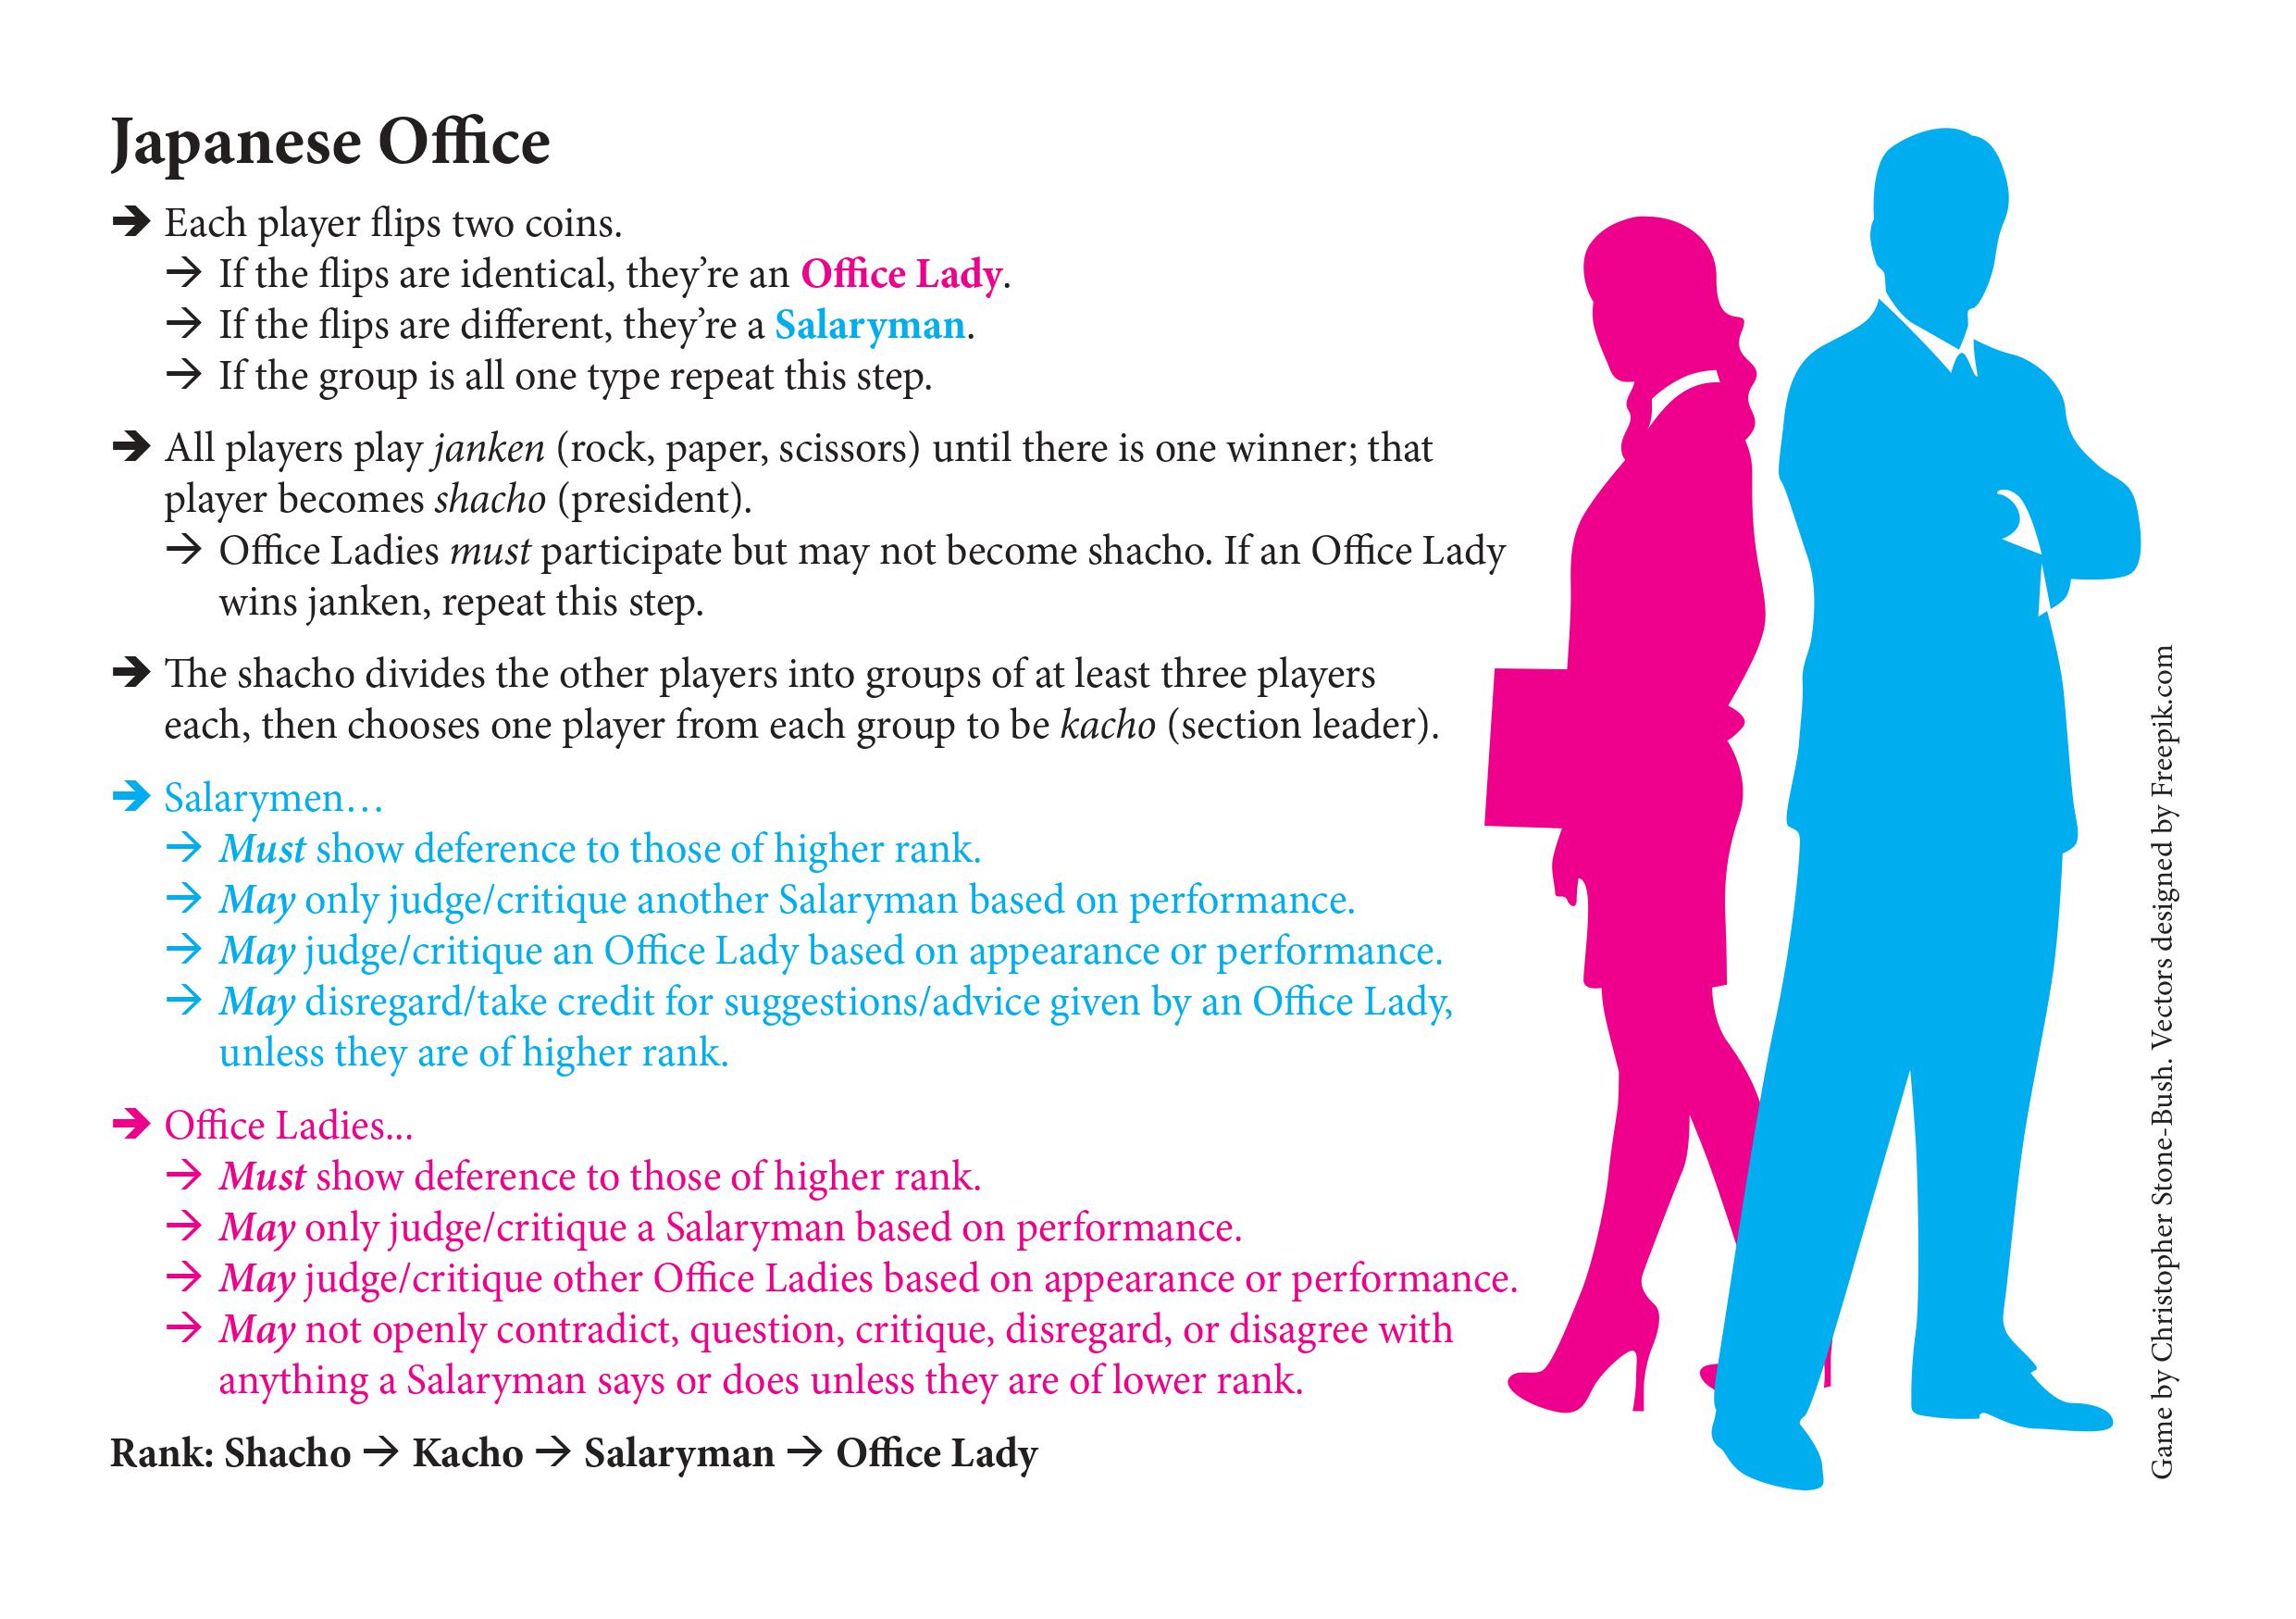 Japanese Office
➔ Each player flips two coins.
→ If the flips are identical, they’re an Office Lady.
→ If the flips are different, they’re a Salaryman.
→ If the group is all one type repeat this step.
➔ All players play janken (rock, paper, scissors) until there is one winner; that
player becomes shacho (president).
→ Office Ladies must participate but may not become shacho. If an Office Lady
wins janken, repeat this step.
➔ The shacho divides the other players into groups of at least three players
each, then chooses one player from each group to be kacho (section leader).
➔ Salarymen…
→ Must show deference to those of higher rank.
→ May only judge/critique another Salaryman based on performance.
→ May judge/critique an Office Lady based on appearance or performance.
→ May disregard/take credit for suggestions/advice given by an Office Lady,
unless they are of higher rank.
➔ Office Ladies...
→ Must show deference to those of higher rank.
→ May only judge/critique a Salaryman based on performance.
→ May judge/critique other Office Ladies based on appearance or performance.
→ May not openly contradict, question, critique, disregard, or disagree with
anything a Salaryman says or does unless they are of lower rank.
Rank: Shacho → Kacho → Salaryman → Office Lady
Game by Christopher Stone-Bush. Vectors designed by Freepik.com